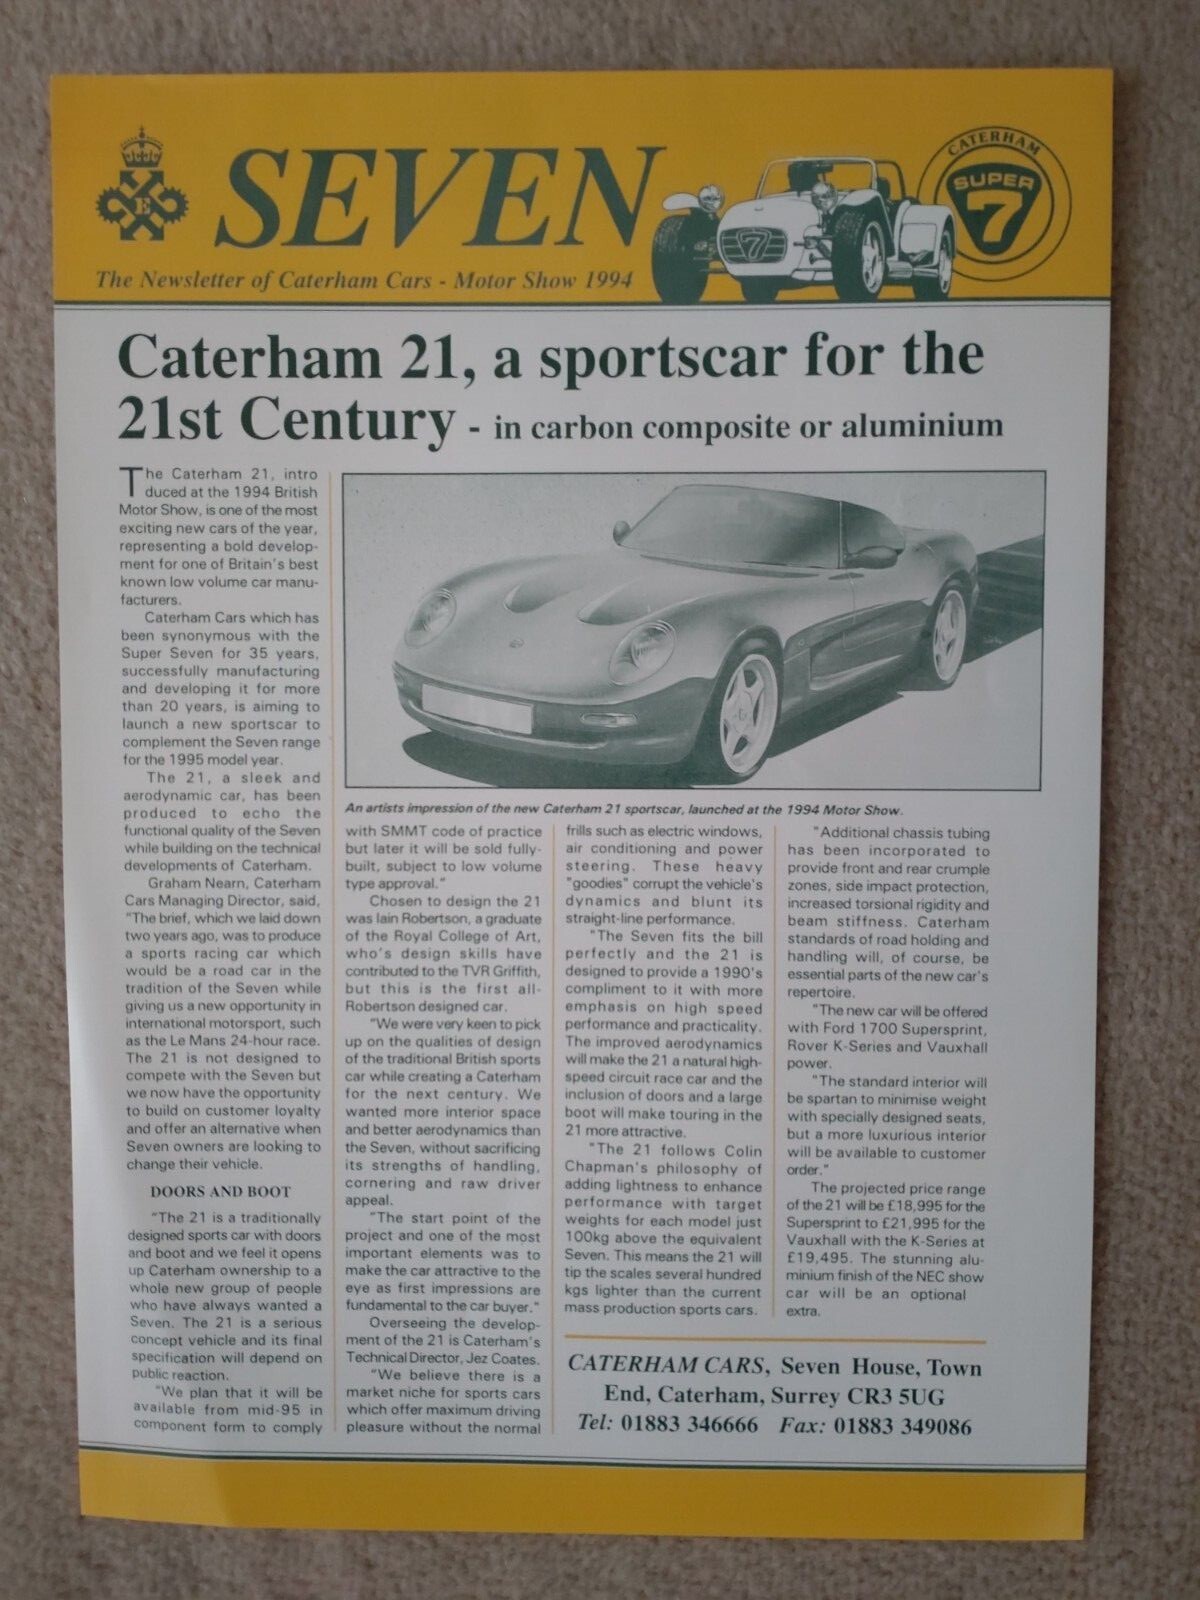 SEVEN
The Newsletter of Caterham Cars - Motor Show 1994
E
7
CATERHAM
SUPER
7
Caterham 21, a sportscar for the
21st Century - in carbon composite or aluminium
The Caterham 21, intro
duced at the 1994 British
Motor Show, is one of the most
exciting new cars of the year,
representing a bold develop-
ment for one of Britain's best
known low volume car manu-
facturers.
Caterham Cars which has
been synonymous with the
Super Seven for 35 years,
successfully manufacturing
and developing it for more
than 20 years, is aiming to
launch a new sportscar to
complement the Seven range
for the 1995 model year.
The 21, a sleek and
aerodynamic car, has been
produced to echo the
functional quality of the Seven
while building on the technical
developments of Caterham.
Graham Nearn, Caterham
Cars Managing Director, said,
"The brief, which we laid down
two years ago, was to produce
a sports racing car which
would be a road car in the
tradition of the Seven while
giving us a new opportunity in
international motorsport, such
as the Le Mans 24-hour race.
The 21 is not designed to
compete with the Seven but
we now have the opportunity
to build on customer loyalty
and offer an alternative when
Seven owners are looking to
change their vehicle.
DOORS AND BOOT
"The 21 is a traditionally
designed sports car with doors
and boot and we feel it opens
up Caterham ownership to a
whole new group of people
who have always wanted a
Seven. The 21 is a serious
concept vehicle and its final
specification will depend on
public reaction.
"We plan that it will be
available from mid-95 in
component form to comply
An artists impression of the new Caterham 21 sportscar, launched at the 1994 Motor Show.
with SMMT code of practice
but later it will be sold fully-
built, subject to low volume
type approval."
Chosen to design the 21
was Iain Robertson, a graduate
of the Royal College of Art,
who's design skills have
contributed to the TVR Griffith,
but this is the first all-
Robertson designed car.
"We were very keen to pick
up on the qualities of design
of the traditional British sports
car while creating a Caterham
for the next century. We
wanted more interior space
and better aerodynamics than
the Seven, without sacrificing
its strengths of handling,
cornering and raw driver
appeal.
"The start point of the
project and one of the most
important elements was to
make the car attractive to the
eye as first impressions are
fundamental to the car buyer."
Overseeing the develop-
ment of the 21 is Caterham's
Technical Director, Jez Coates.
"We believe there is a
market niche for sports cars
which offer maximum driving
pleasure without the normal
frills such as electric windows,
air conditioning and power
steering. These heavy
"goodies" corrupt the vehicle's
dynamics and blunt its
straight-line performance.
"The Seven fits the bill
perfectly and the 21 is
designed to provide a 1990's
compliment to it with more
emphasis on high speed
performance and practicality.
The improved aerodynamics
will make the 21 a natural high-
speed circuit race car and the
inclusion of doors and a large
boot will make touring in the
21 more attractive.
"The 21 follows Colin
Chapman's philosophy of
adding lightness to enhance
performance with target
weights for each model just
100kg above the equivalent
Seven. This means the 21 will
tip the scales several hundred
kgs lighter than the current
mass production sports cars.
"Additional chassis tubing
has been incorporated to
provide front and rear crumple
zones, side impact protection,
increased torsional rigidity and
beam stiffness. Caterham
standards of road holding and
handling will, of course, be
essential parts of the new car's
repertoire.
"The new car will be offered
with Ford 1700 Supersprint,
Rover K-Series and Vauxhall
power.
"The standard interior will
be spartan to minimise weight
with specially designed seats,
but a more luxurious interior
will be available to customer
order."
The projected price range
of the 21 will be £18,995 for the
Supersprint to £21,995 for the
Vauxhall with the K-Series at
£19,495. The stunning alu-
minium finish of the NEC show
car will be an optional
extra.
CATERHAM CARS, Seven House, Town
End, Caterham, Surrey CR3 5UG
Tel: 01883 346666 Fax: 01883 349086